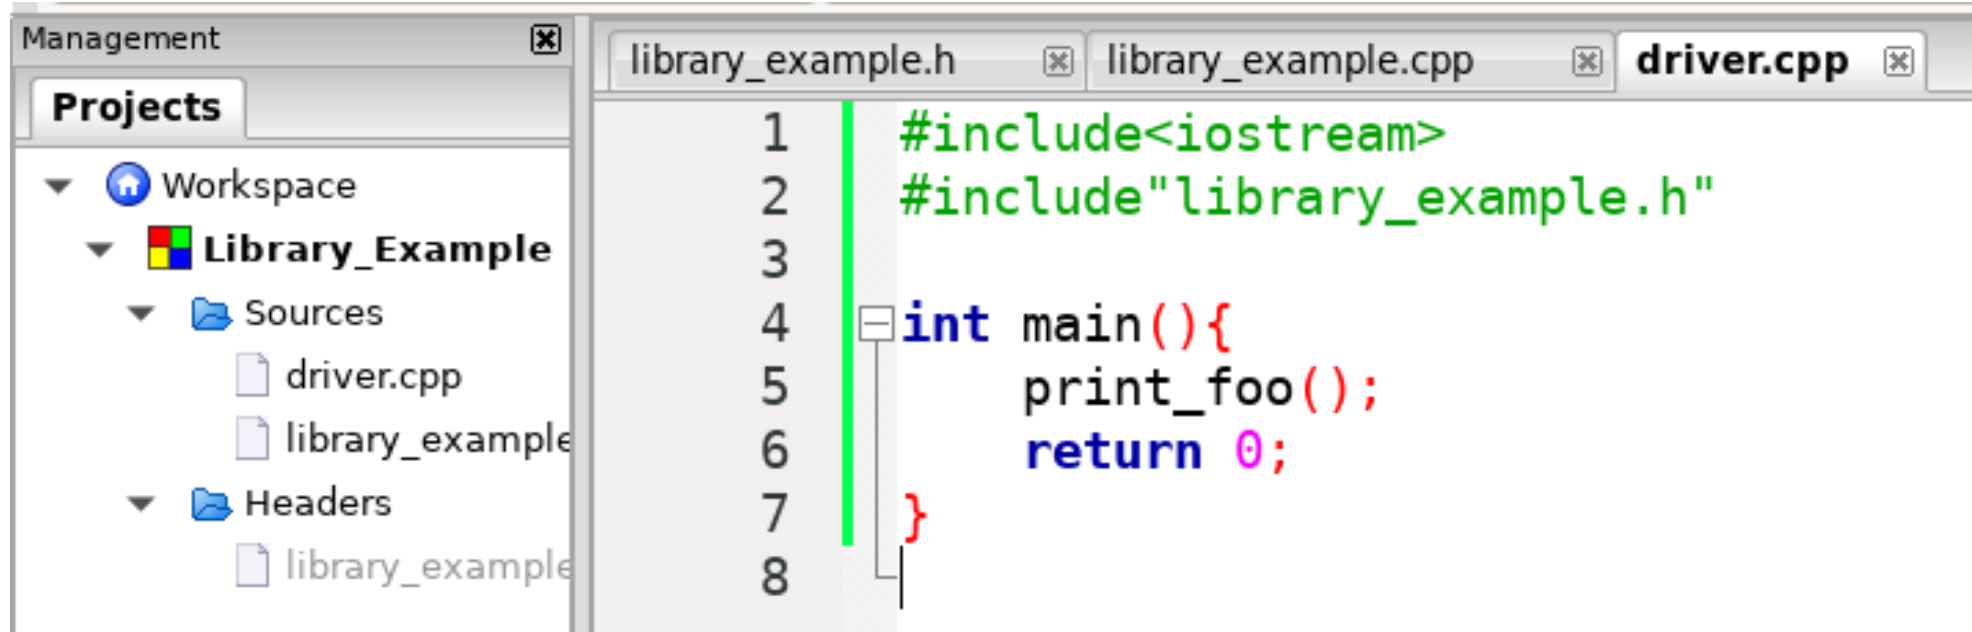 Management
Projects
Workspace
Library_Example
Sources
driver.cpp
library_example
Headers
library_example
library_example.h library_example.cpp driver.cpp
1 #include<iostream>
2 #include"library_example.h"
3
4 int main(){
5     print_foo();
6     return 0;
7 }
8